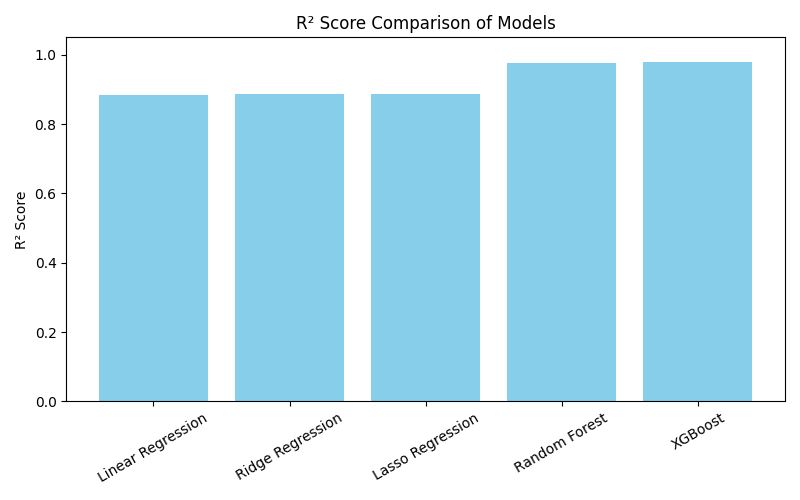 R² Score Comparison of Models
R² Score
1.0
0.8
0.6
0.4
0.2
0.0
Linear Regression
Ridge Regression
Lasso Regression
Random Forest
XGBoost